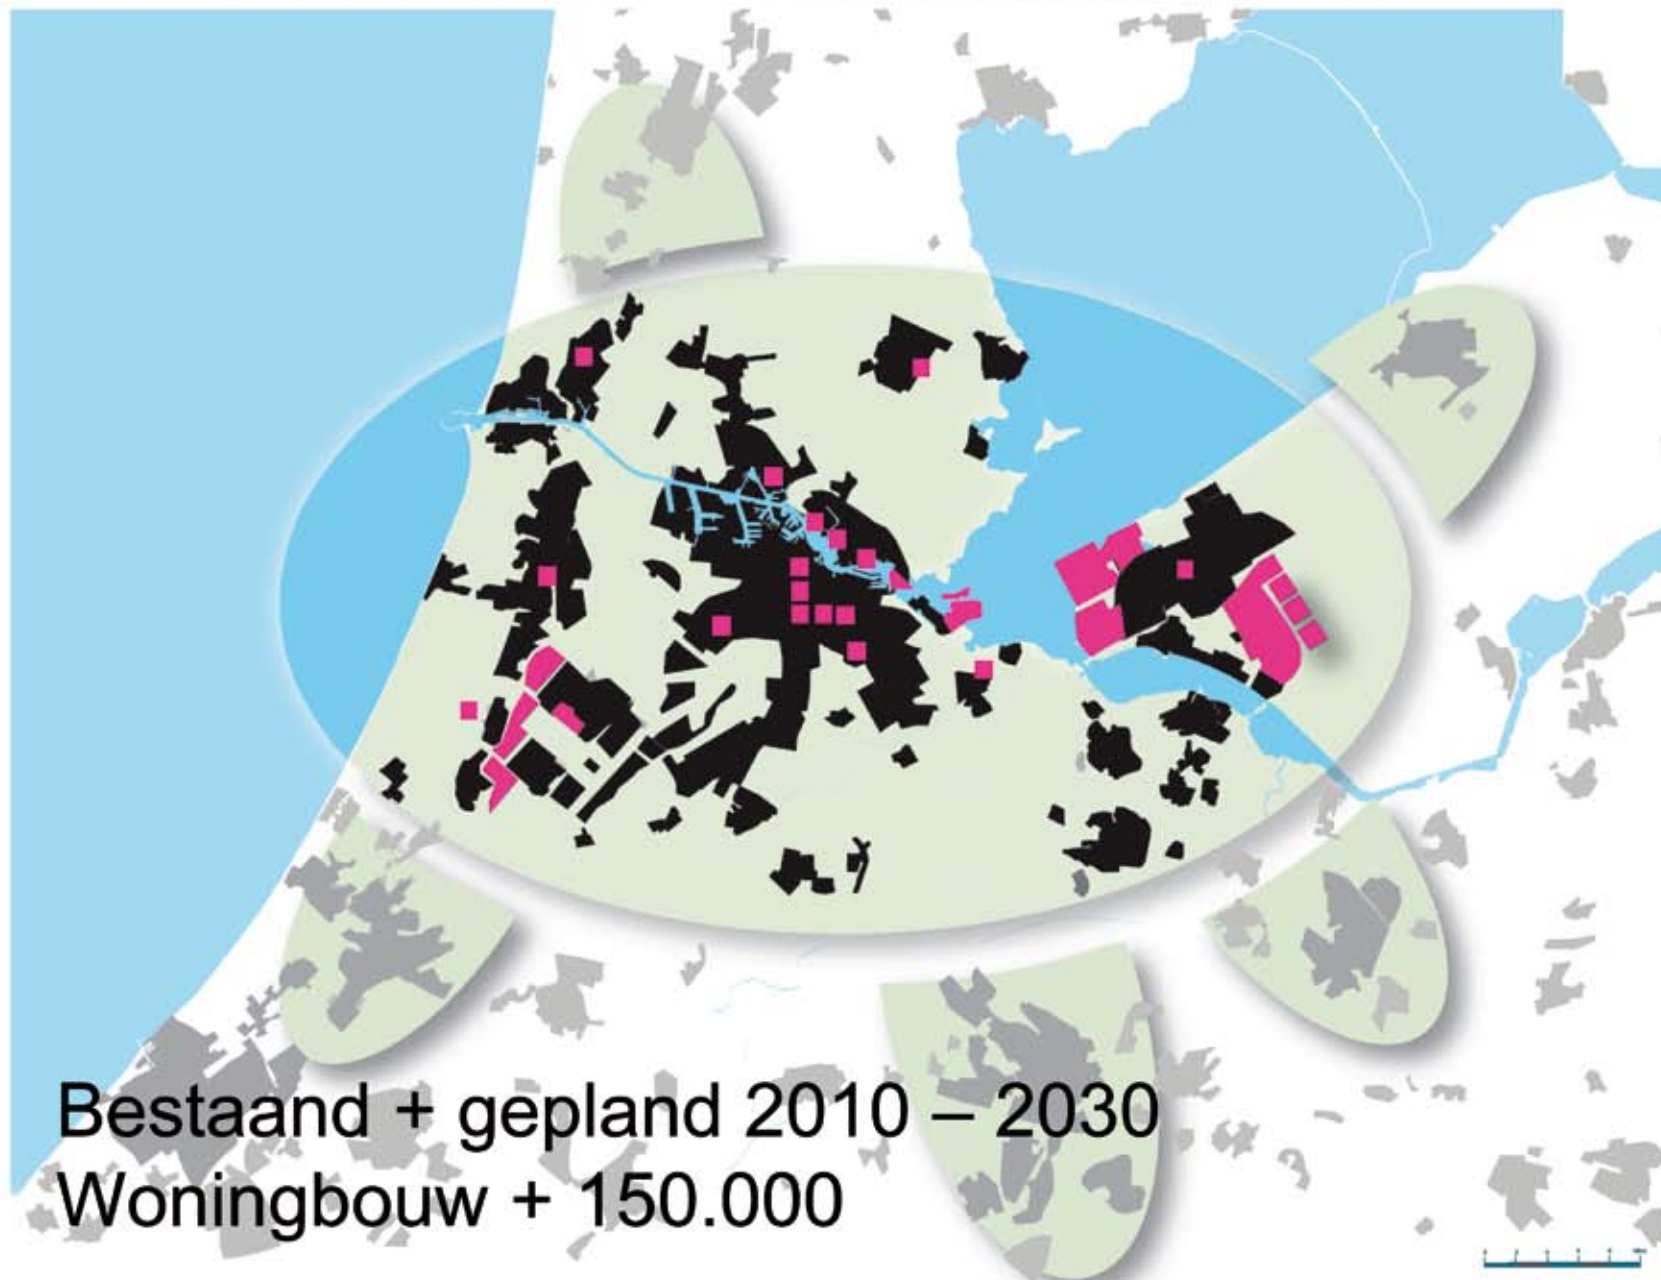 Bestaand + gepland 2010 – 2030
Woningbouw + 150.000